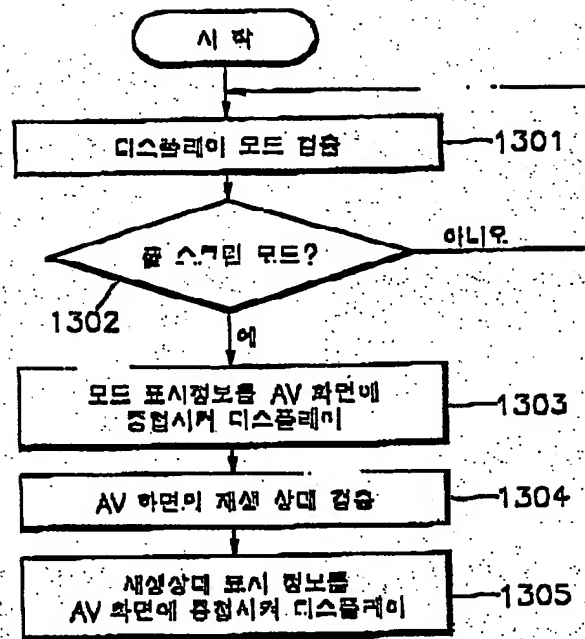 시 작
디스플레이 모드 검출
1301
풀 스크린 모드?
아니오
1302
예
모드 표시정보를 AV 화면에
중첩시켜 디스플레이
1303
AV 화면의 재생 상태 검출
1304
재생상태 표시 정보를
AV 화면에 중첩시켜 디스플레이
1305